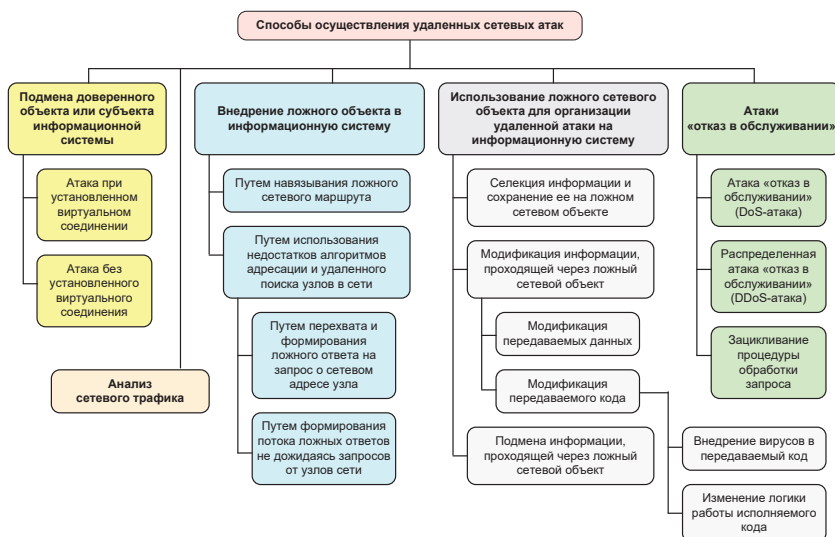 Способы осуществления удаленных сетевых атак
Подмена доверенного
объекта или субъекта
информационной
системы
Атака при
установленном
виртуальном
соединении
Атака без
установленного
виртуального
соединения
Анализ
сетевого трафика
Внедрение ложного объекта в
информационную систему
Путем навязывания ложного
сетевого маршрута
Путем использования
недостатков алгоритмов
адресации и удаленного
поиска узлов в сети
Путем перехвата и
формирования
ложного ответа на
запрос о сетевом
адресе узла
Путем формирования
потока ложных ответов
не дожидаясь запросов
от узлов сети
Использование ложного сетевого
объекта для организации
удаленной атаки на
информационную систему
Селекция информации и
сохранение ее на ложном
сетевом объекте
Модификация информации,
проходящей через ложный
сетевой объект
Модификация
передаваемых данных
Модификация
передаваемого кода
Внедрение вирусов в
передаваемый код
Изменение логики
работы исполняемого
кода
Подмена информации,
проходящей через ложный
сетевой объект
Атаки
«отказ в обслуживании»
Атака «отказ в
обслуживании»
(DoS-атака)
Распределенная
атака «отказ в
обслуживании»
(DDoS-атака)
Зацикливание
процедуры
обработки
запроса